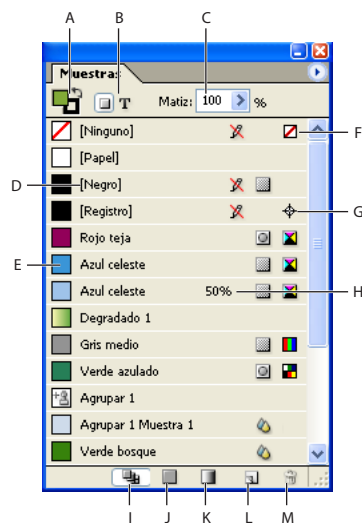 A B C
Muestras
T Matiz: 100 %
[Ninguno] F
[Papel]
D [Negro]
[Registro] G
Rojo teja
E Azul celeste
Azul celeste 50% H
Degradado 1
Gris medio
Verde azulado
Agrupar 1
Agrupar 1 Muestra 1
Verde bosque
I J K L M